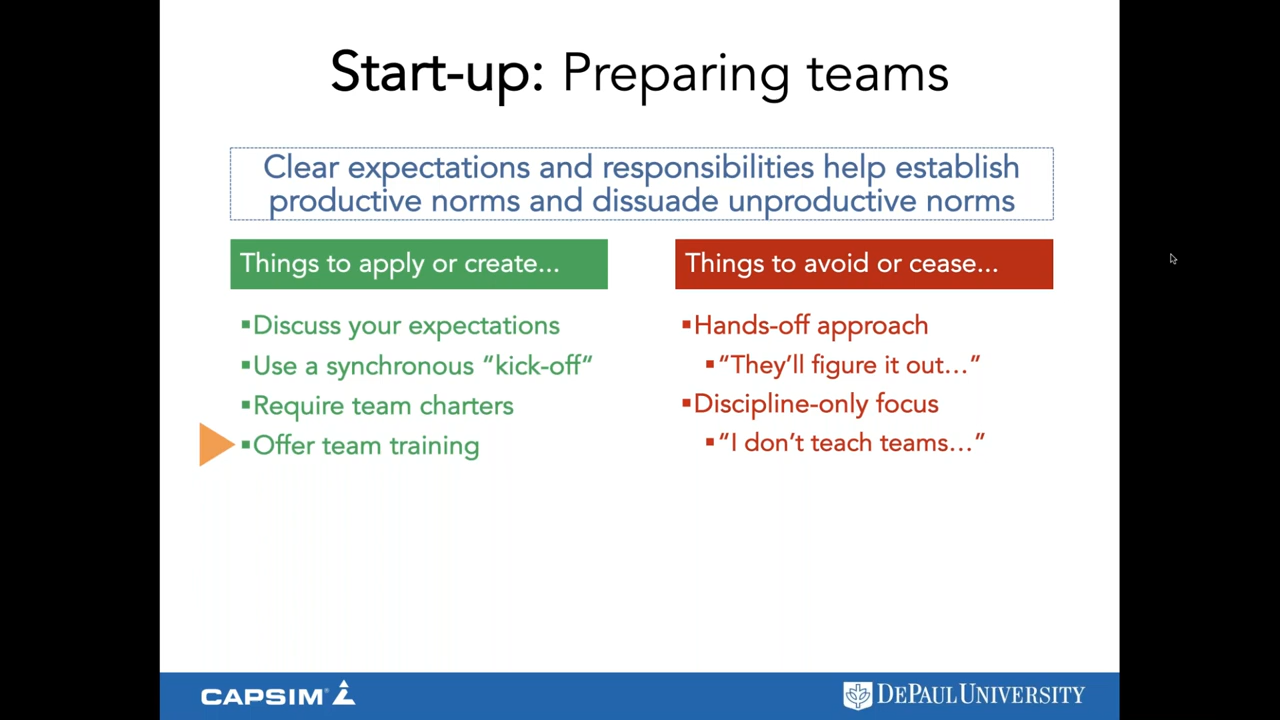 Start-up: Preparing teams
Clear expectations and responsibilities help establish
productive norms and dissuade unproductive norms
Things to apply or create...
▪Discuss your expectations
▪Use a synchronous “kick-off“
▪Require team charters
▪Offer team training
Things to avoid or cease...
▪Hands-off approach
▪“They’ll figure it out…”
▪Discipline-only focus
▪“I don’t teach teams…”
CAPSIM®
DEPAUL UNIVERSITY